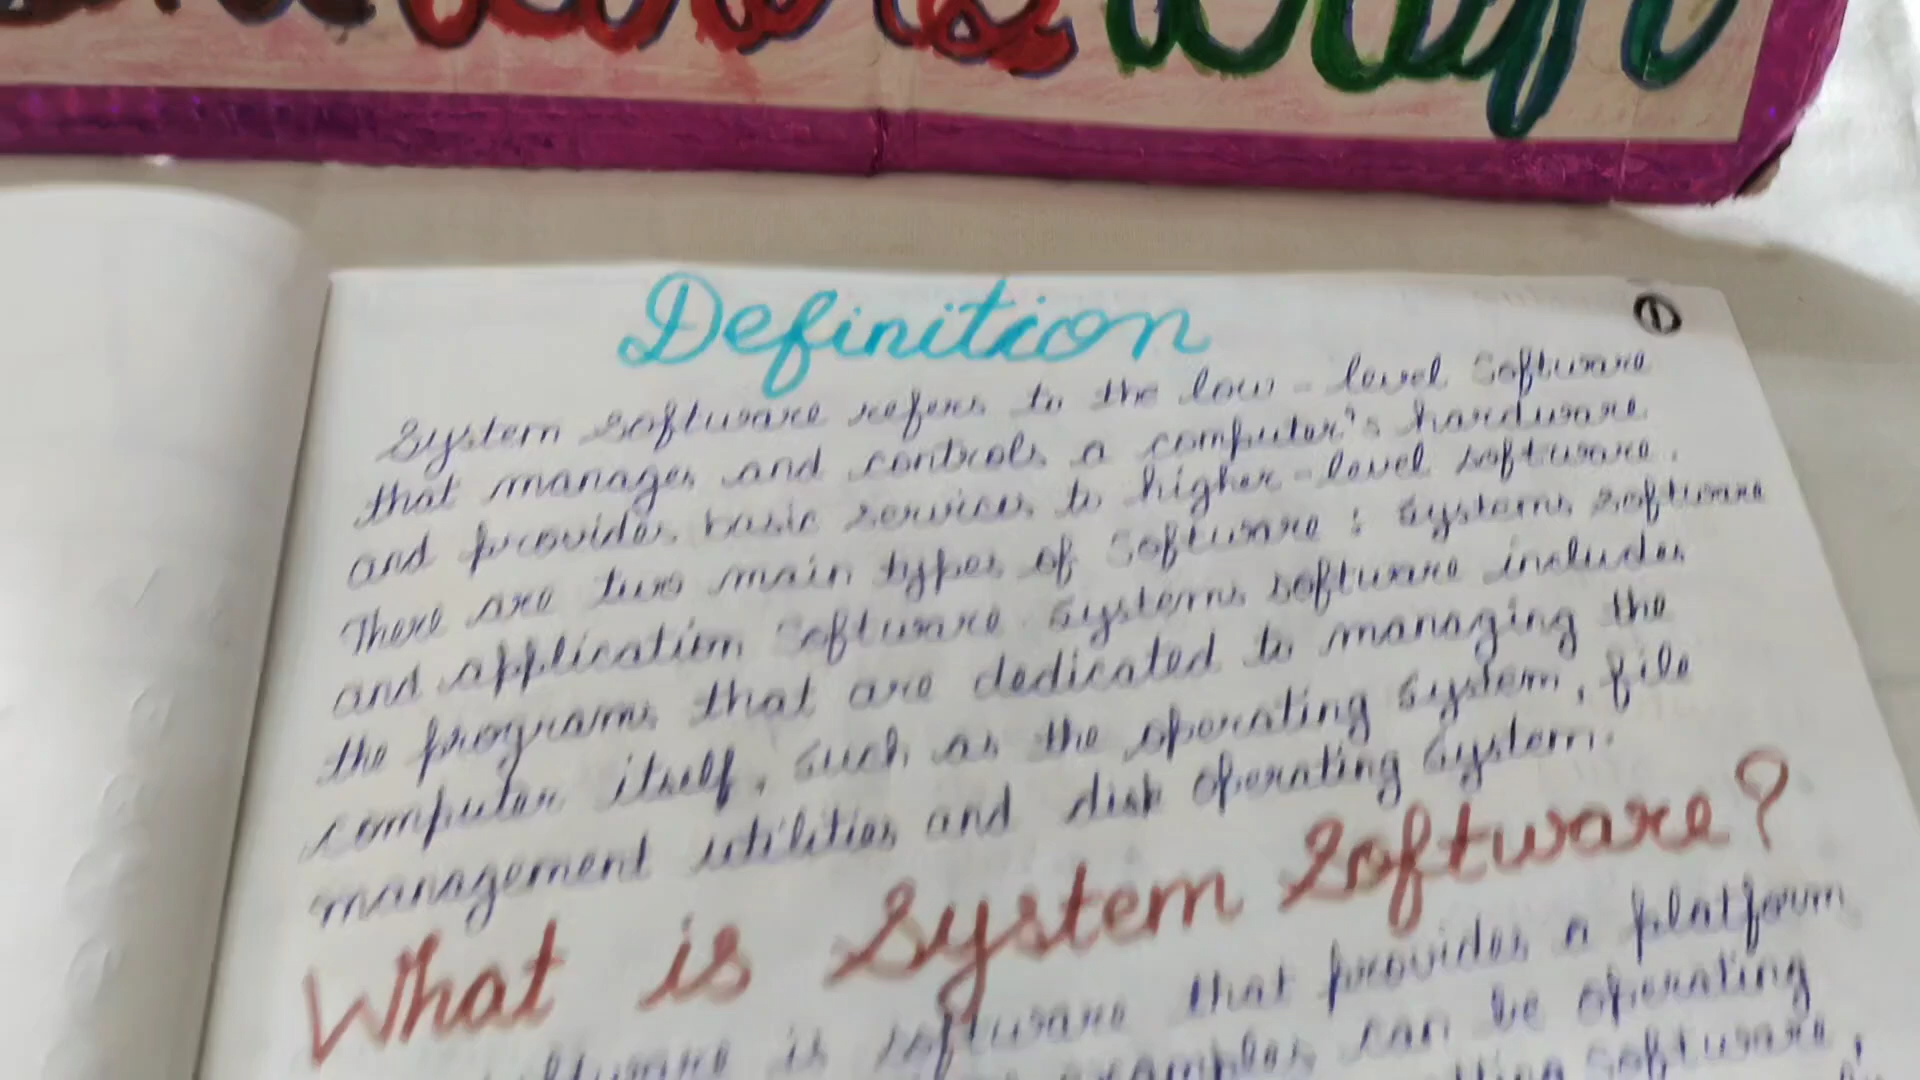 Definition
1
System software refers to the low-level Software
that manages and controls a computer's hardware
and provides basic services to higher-level software.
There are two main types of Software: Systems software
and application Software. Systems software includes
the programs that are dedicated to managing the
computer itself, such as the operating system, file
management utilities and disk operating system.
What is System Software?
is software that provides a platform
examples can be operating
software,